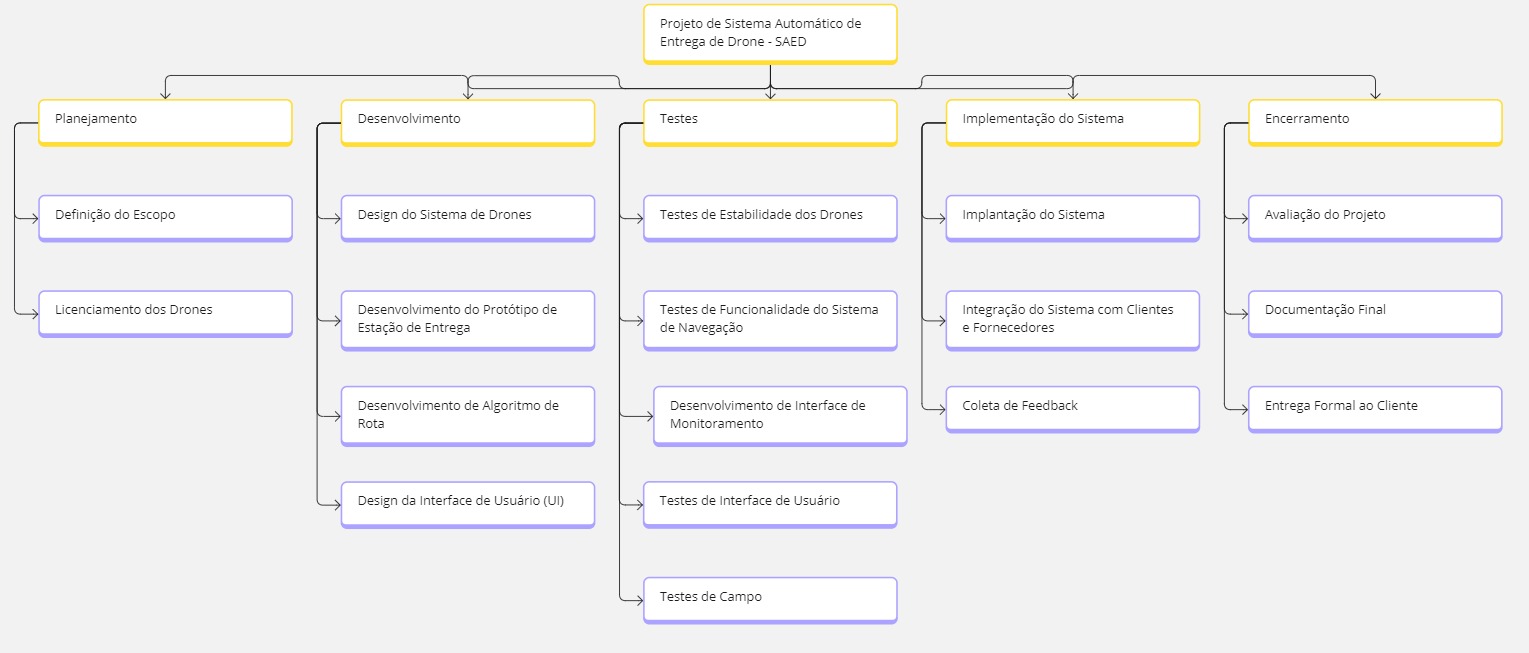 Projeto de Sistema Automático de
Entrega de Drone - SAED
Planejamento
Definição do Escopo
Licenciamento dos Drones
Desenvolvimento
Design do Sistema de Drones
Desenvolvimento do Protótipo de
Estação de Entrega
Desenvolvimento de Algoritmo de
Rota
Design da Interface de Usuário (UI)
Testes
Testes de Estabilidade dos Drones
Testes de Funcionalidade do Sistema
de Navegação
Desenvolvimento de Interface de
Monitoramento
Testes de Interface de Usuário
Testes de Campo
Implementação do Sistema
Implantação do Sistema
Integração do Sistema com Clientes
e Fornecedores
Coleta de Feedback
Encerramento
Avaliação do Projeto
Documentação Final
Entrega Formal ao Cliente